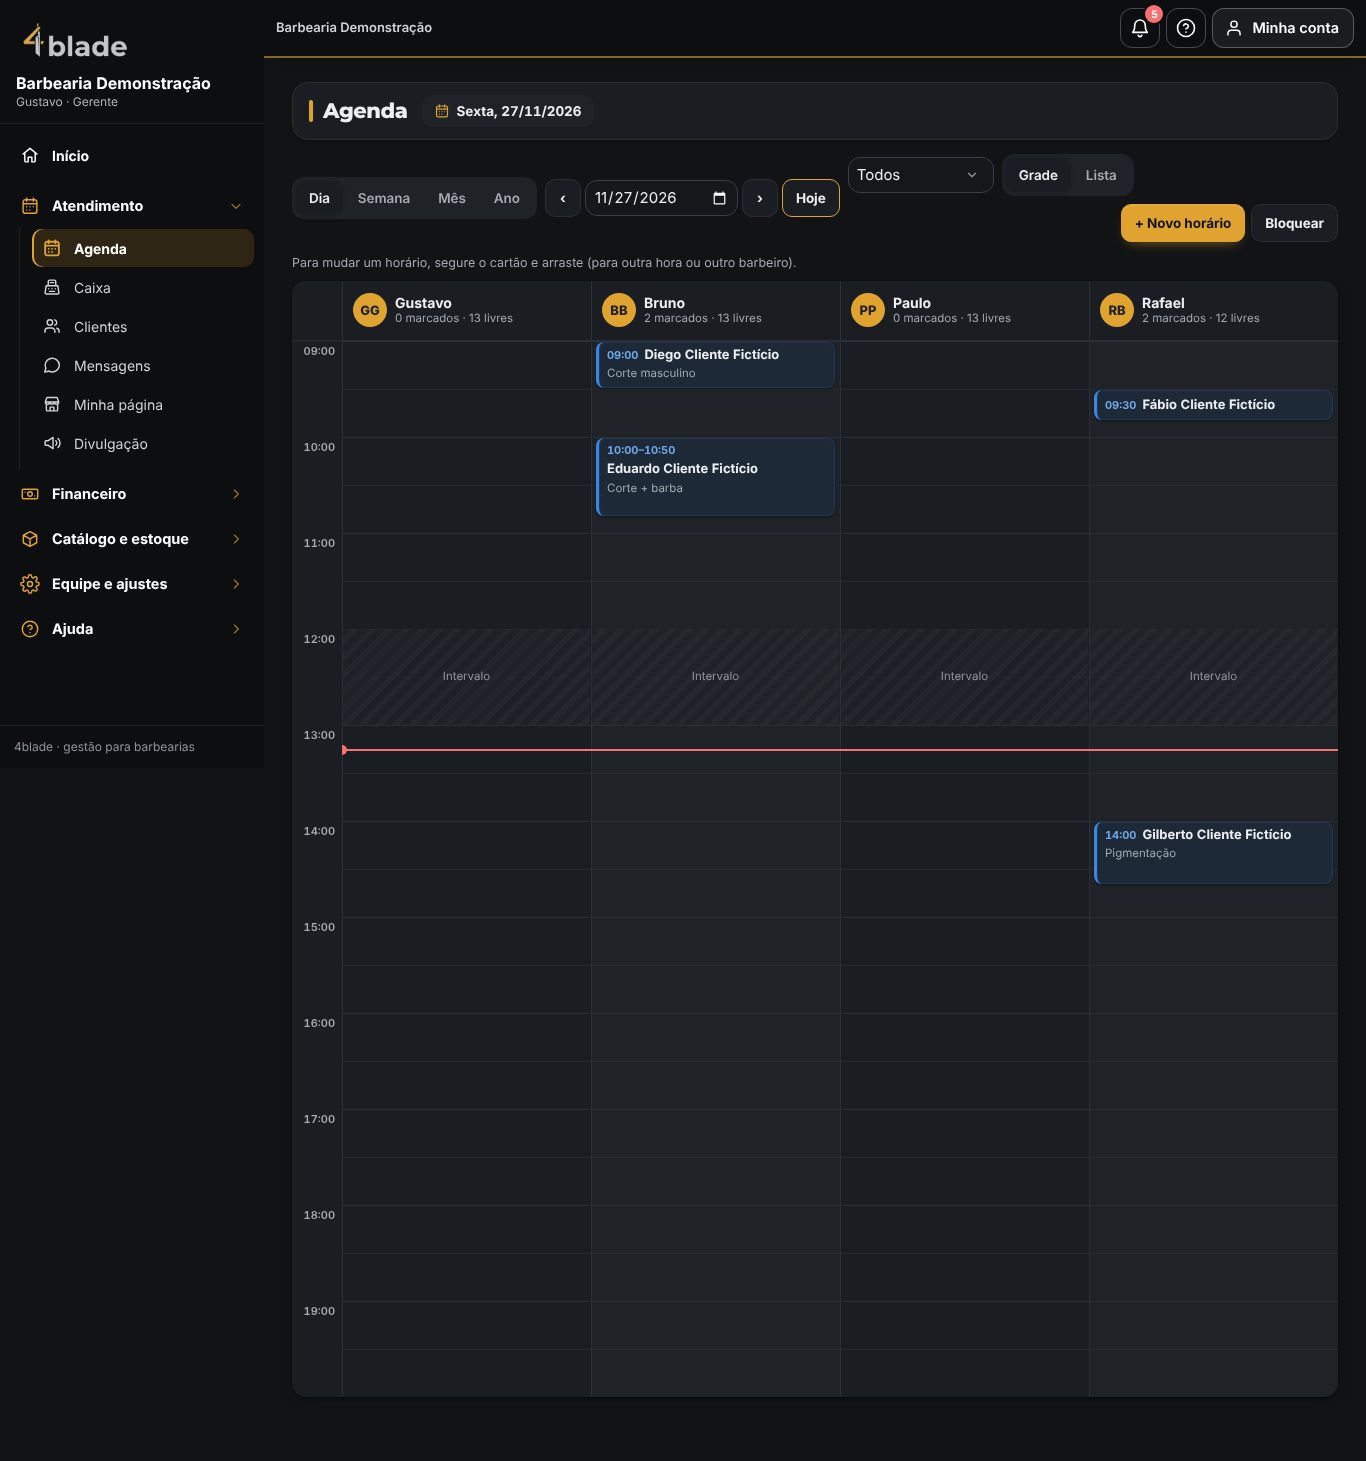 4blade
Barbearia Demonstração
Gustavo · Gerente
Início
Atendimento
Agenda
Caixa
Clientes
Mensagens
Minha página
Divulgação
Financeiro
Catálogo e estoque
Equipe e ajustes
Ajuda
4blade · gestão para barbearias
Barbearia Demonstração
5
Minha conta
Agenda
Sexta, 27/11/2026
Dia Semana Mês Ano
‹ 11/27/2026 › Hoje
Todos
Grade Lista
+ Novo horário Bloquear
Para mudar um horário, segure o cartão e arraste (para outra hora ou outro barbeiro).
GG Gustavo
0 marcados · 13 livres
BB Bruno
2 marcados · 13 livres
PP Paulo
0 marcados · 13 livres
RB Rafael
2 marcados · 12 livres
09:00
09:00 Diego Cliente Fictício
Corte masculino
09:30 Fábio Cliente Fictício
10:00
10:00–10:50
Eduardo Cliente Fictício
Corte + barba
11:00
12:00
Intervalo Intervalo Intervalo Intervalo
13:00
14:00
14:00 Gilberto Cliente Fictício
Pigmentação
15:00
16:00
17:00
18:00
19:00